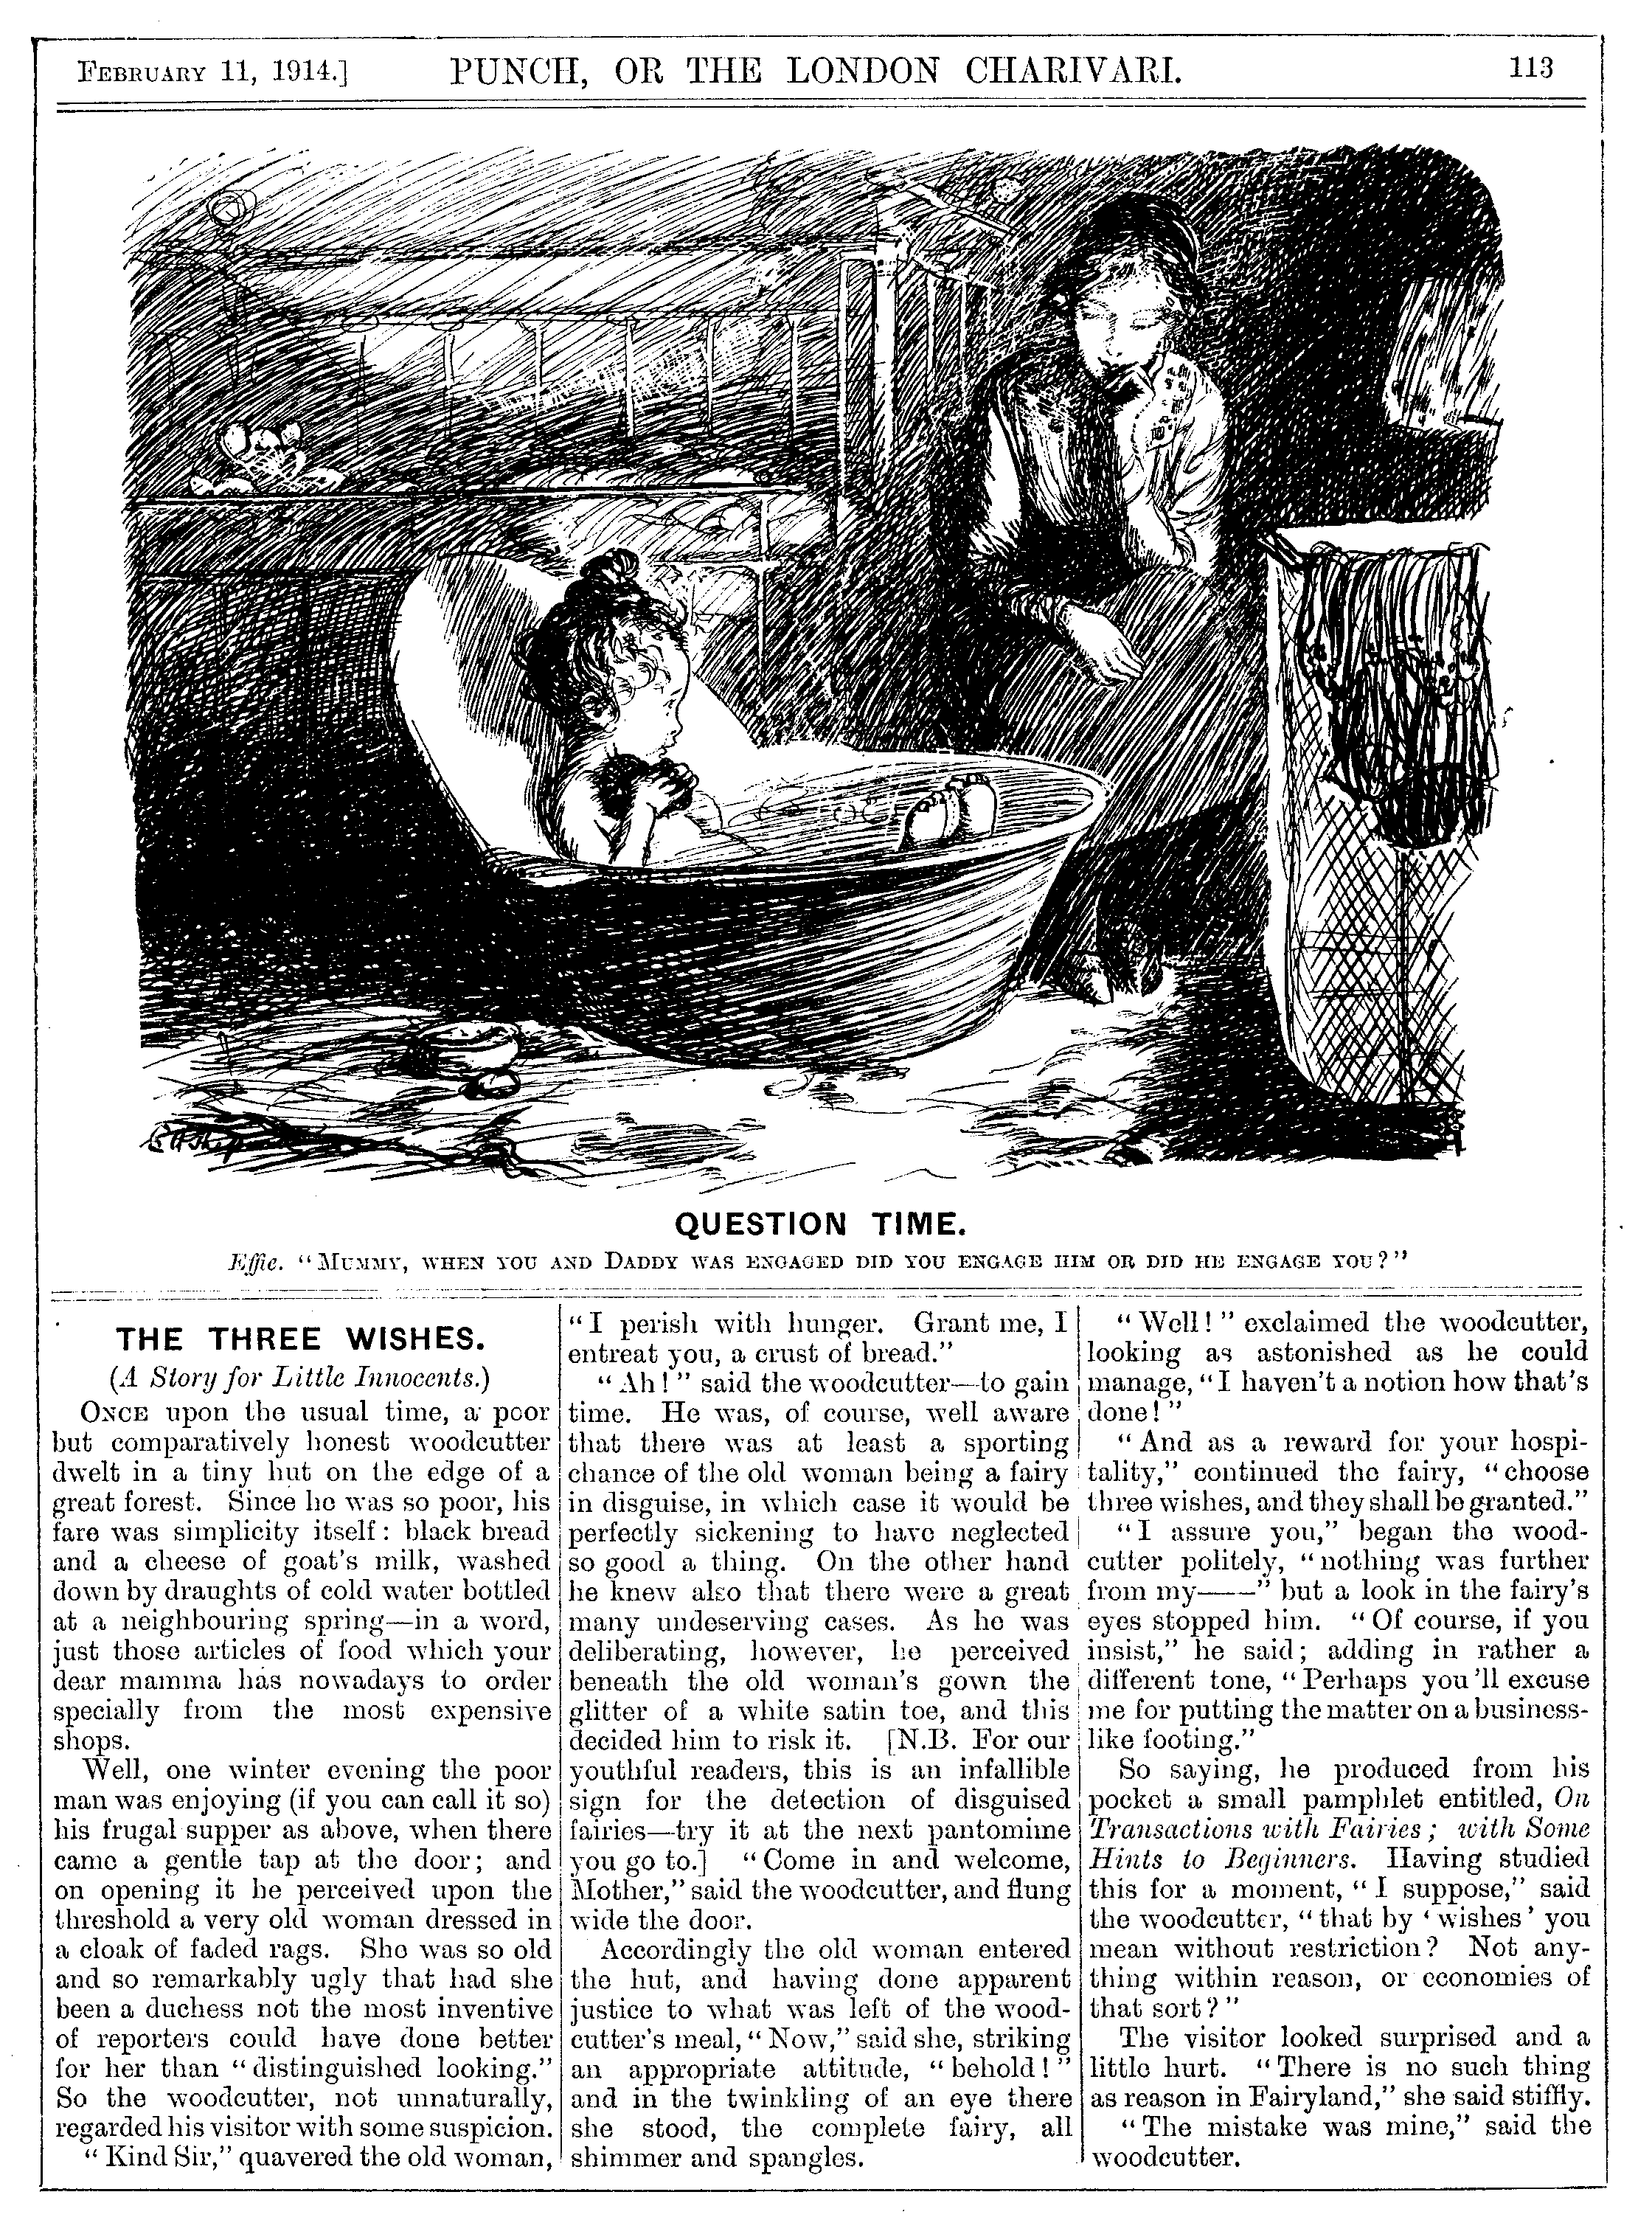 FEBRUARY 11, 1914.] PUNCH, OR THE LONDON CHARIVARI. 113
QUESTION TIME.
Effie. "MUMMY, WHEN YOU AND DADDY WAS ENGAGED DID YOU ENGAGE HIM OR DID HE ENGAGE YOU?"
THE THREE WISHES.
(A Story for Little Innocents.)
ONCE upon the usual time, a poor
but comparatively honest woodcutter
dwelt in a tiny hut on the edge of a
great forest. Since he was so poor, his
fare was simplicity itself: black bread
and a cheese of goat's milk, washed
down by draughts of cold water bottled
at a neighbouring spring—in a word,
just those articles of food which your
dear mamma has nowadays to order
specially from the most expensive
shops.
Well, one winter evening the poor
man was enjoying (if you can call it so)
his frugal supper as above, when there
came a gentle tap at the door; and
on opening it he perceived upon the
threshold a very old woman dressed in
a cloak of faded rags. She was so old
and so remarkably ugly that had she
been a duchess not the most inventive
of reporters could have done better
for her than "distinguished looking."
So the woodcutter, not unnaturally,
regarded his visitor with some suspicion.
"Kind Sir," quavered the old woman,
"I perish with hunger. Grant me, I
entreat you, a crust of bread."
"Ah!" said the woodcutter—to gain
time. He was, of course, well aware
that there was at least a sporting
chance of the old woman being a fairy
in disguise, in which case it would be
perfectly sickening to have neglected
so good a thing. On the other hand
he knew also that there were a great
many undeserving cases. As he was
deliberating, however, he perceived
beneath the old woman's gown the
glitter of a white satin toe, and this
decided him to risk it. [N.B. For our
youthful readers, this is an infallible
sign for the detection of disguised
fairies—try it at the next pantomime
you go to.] "Come in and welcome,
Mother," said the woodcutter, and flung
wide the door.
Accordingly the old woman entered
the hut, and having done apparent
justice to what was left of the wood-
cutter's meal, "Now," said she, striking
an appropriate attitude, "behold!"
and in the twinkling of an eye there
she stood, the complete fairy, all
shimmer and spangles.
"Well!" exclaimed the woodcutter,
looking as astonished as he could
manage, "I haven't a notion how that's
done!"
"And as a reward for your hospi-
tality," continued the fairy, "choose
three wishes, and they shall be granted."
"I assure you," began the wood-
cutter politely, "nothing was further
from my——" but a look in the fairy's
eyes stopped him. "Of course, if you
insist," he said; adding in rather a
different tone, "Perhaps you'll excuse
me for putting the matter on a business-
like footing."
So saying, he produced from his
pocket a small pamphlet entitled, On
Transactions with Fairies; with Some
Hints to Beginners. Having studied
this for a moment, "I suppose," said
the woodcutter, "that by 'wishes' you
mean without restriction? Not any-
thing within reason, or economies of
that sort?"
The visitor looked surprised and a
little hurt. "There is no such thing
as reason in Fairyland," she said stiffly.
"The mistake was mine," said the
woodcutter.